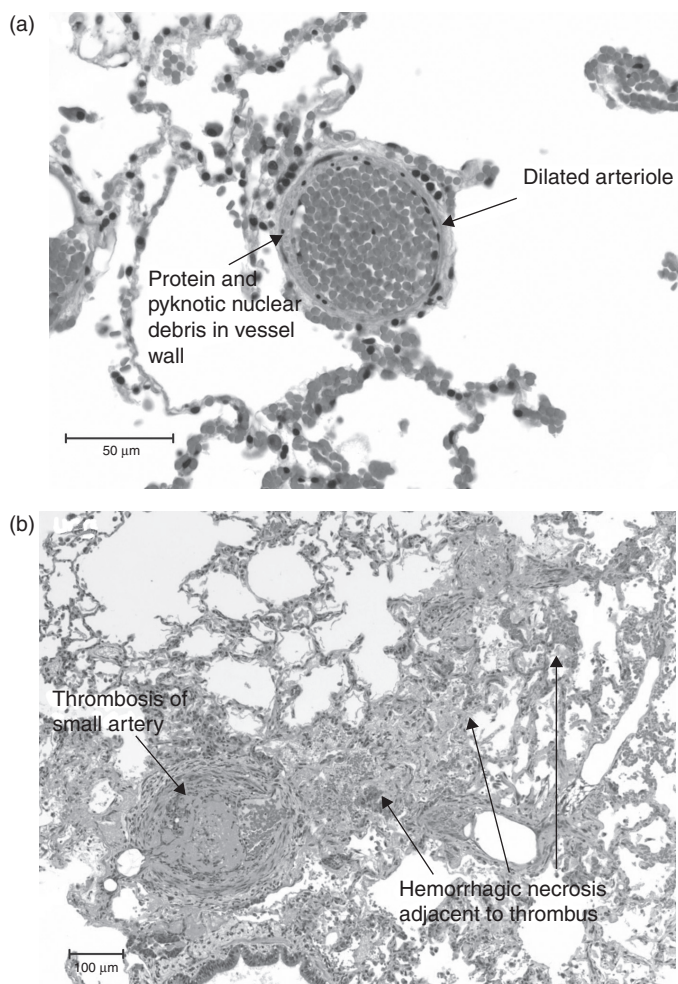 (a)
Dilated arteriole
Protein and
pyknotic nuclear
debris in vessel
wall
50 μm
(b)
Thrombosis of
small artery
Hemorrhagic necrosis
adjacent to thrombus
100 μm